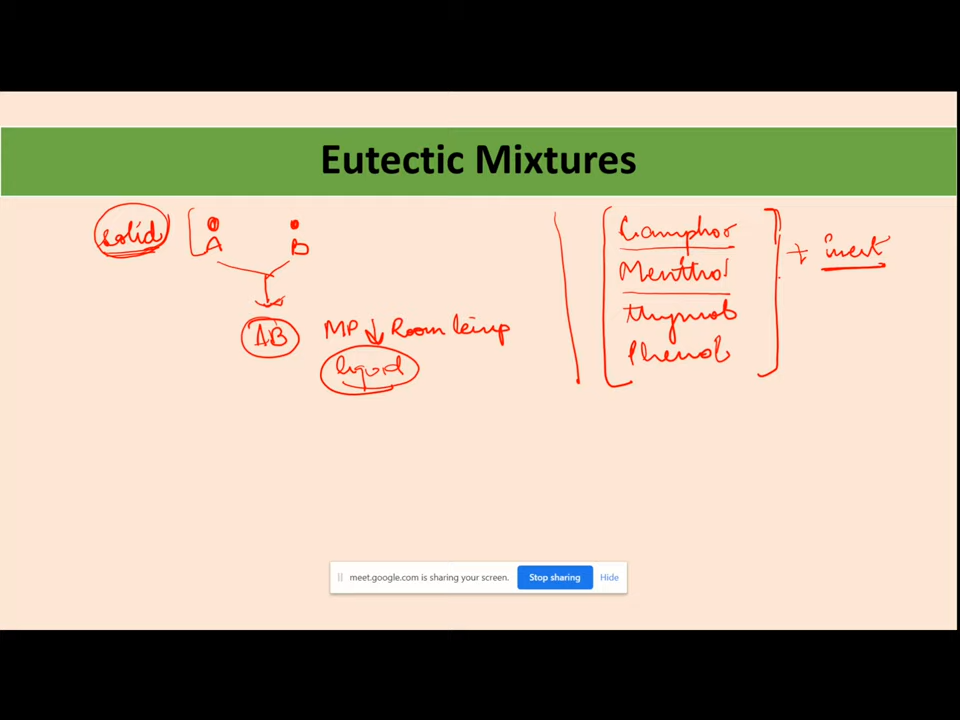 Eutectic Mixtures
solid A B
AB MP ↓ Room temp
liquid
Camphor
Menthol
thymol
Phenol
+ inert
meet.google.com is sharing your screen. Stop sharing Hide